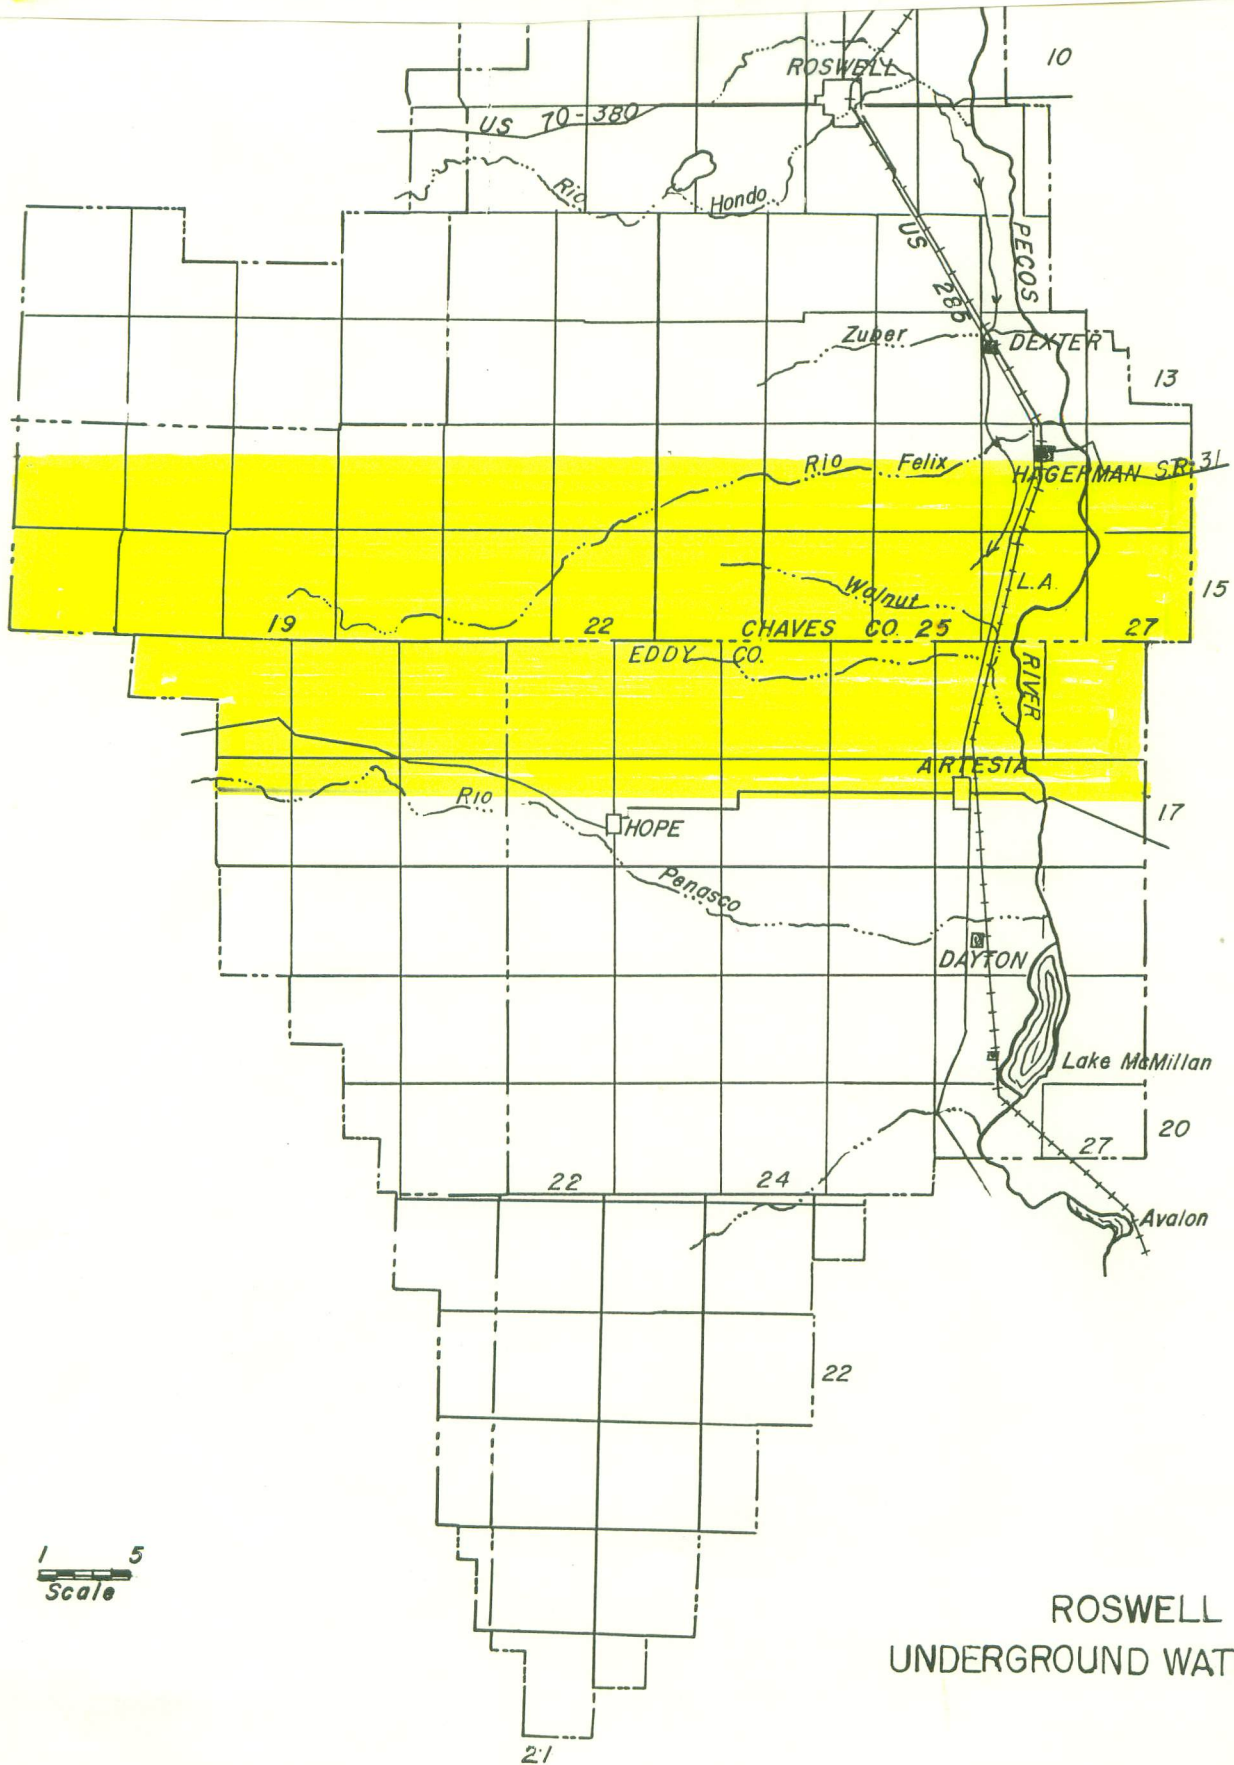 10
ROSWELL
US 70-380
Rio Hondo
US 285
PECOS
Zuber
DEXTER
13
Rio Felix
HAGERMAN SR 31
L.A.
15
Walnut
19 22 CHAVES CO. 25 27
EDDY CO.
RIVER
ARTESIA
Rio
17
HOPE
Penasco
DAYTON
Lake McMillan
20
27
22 24
Avalon
22
1 5
Scale
ROSWELL
UNDERGROUND WAT
21